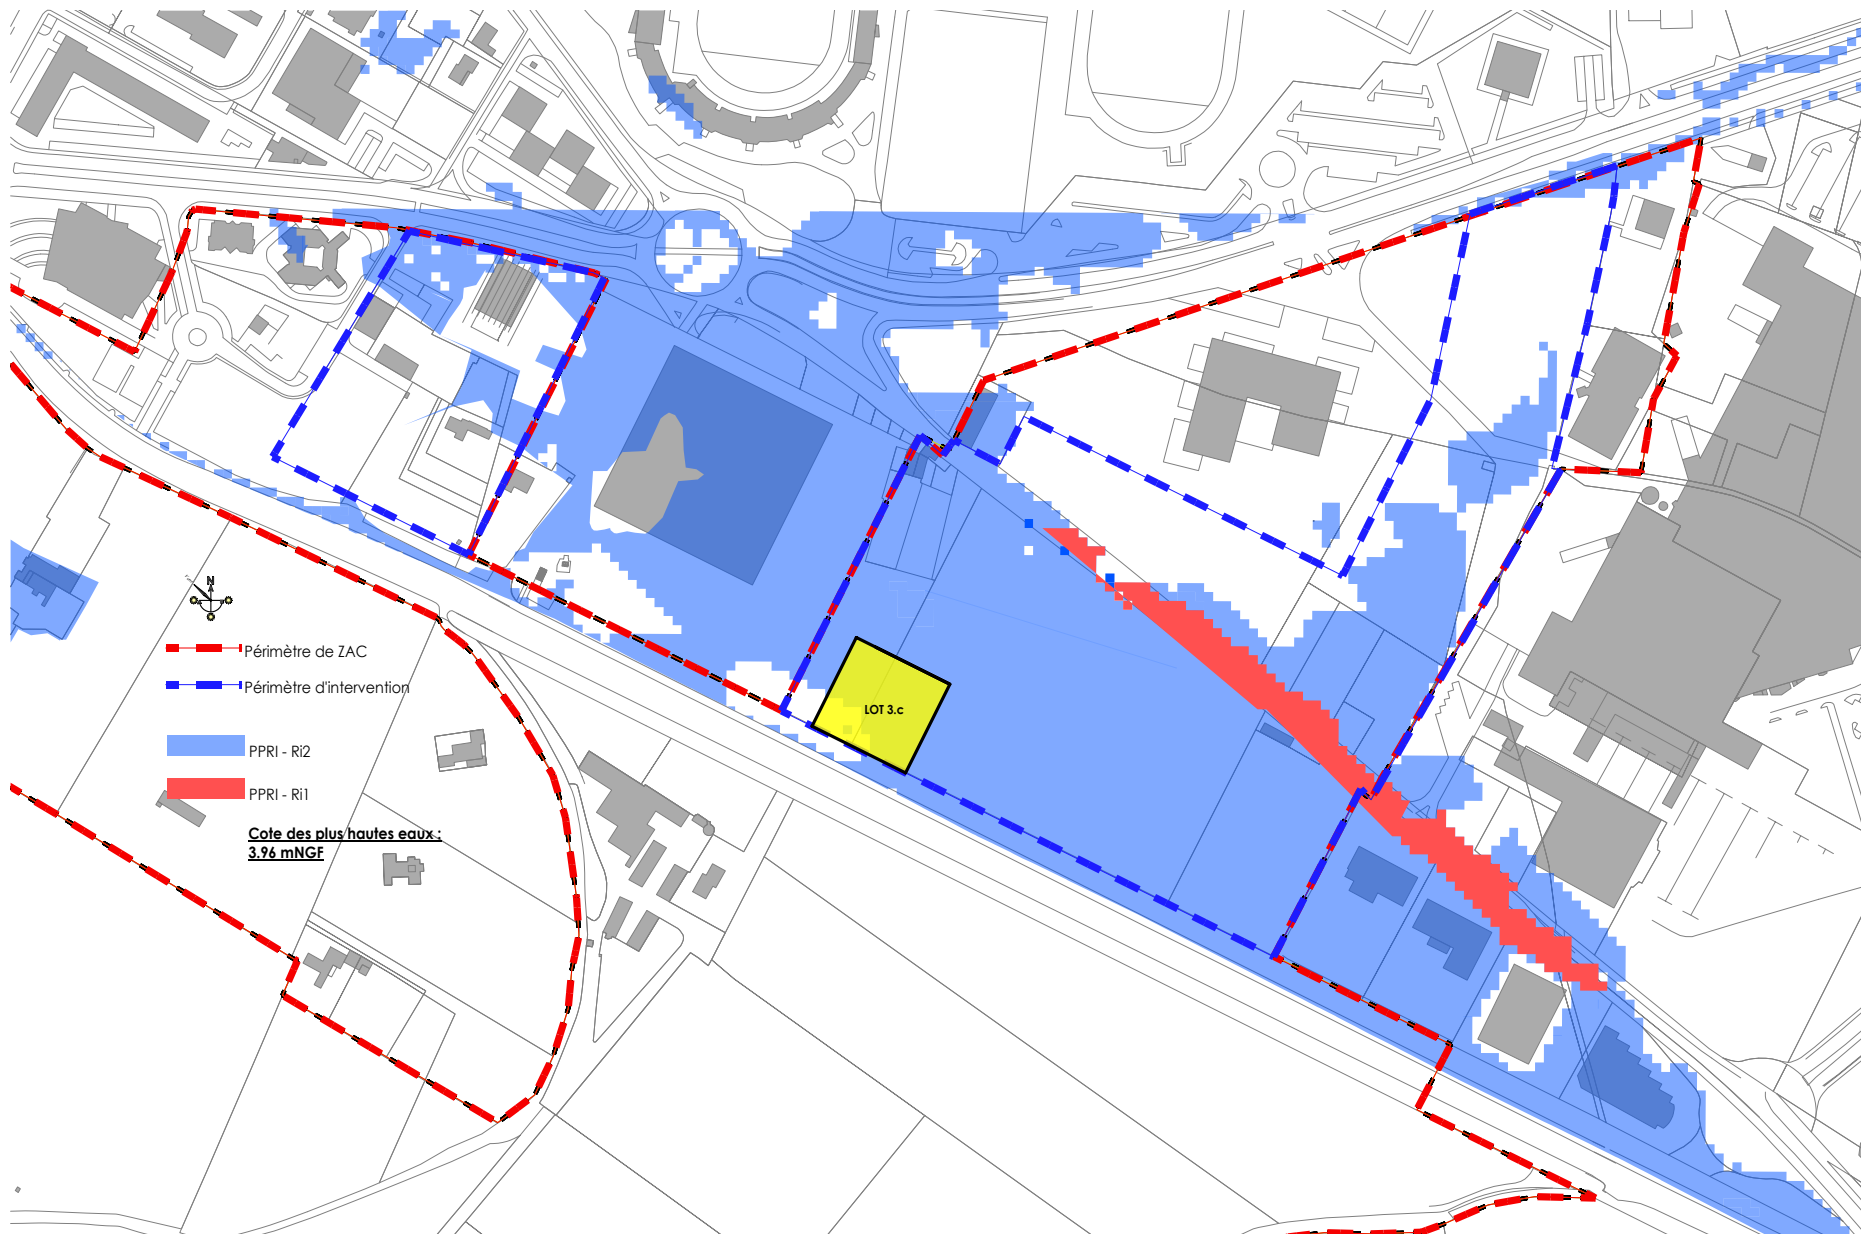 N
Périmètre de ZAC
Périmètre d'intervention
LOT 3.c
PPRI - Ri2
PPRI - Ri1
Cote des plus hautes eaux :
3.96 mNGF